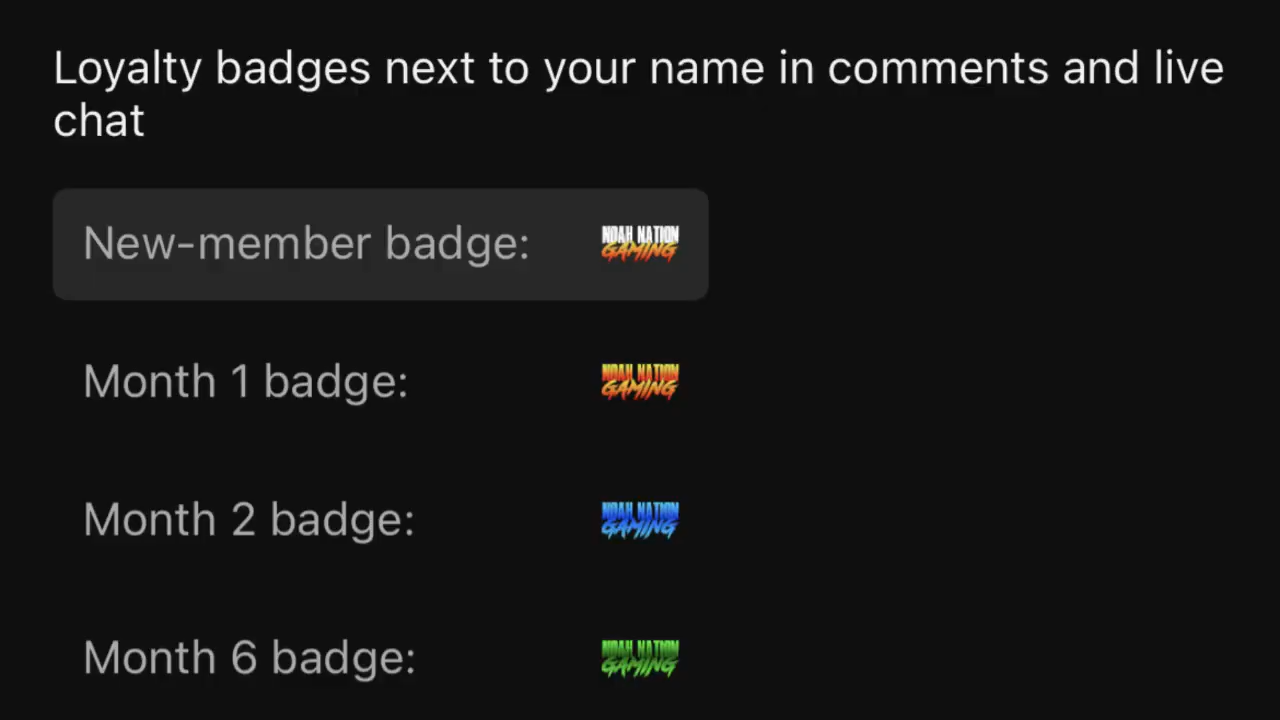 Loyalty badges next to your name in comments and live
chat
New-member badge:
NOAH NATION
GAMING
Month 1 badge:
NOAH NATION
GAMING
Month 2 badge:
NOAH NATION
GAMING
Month 6 badge:
NOAH NATION
GAMING